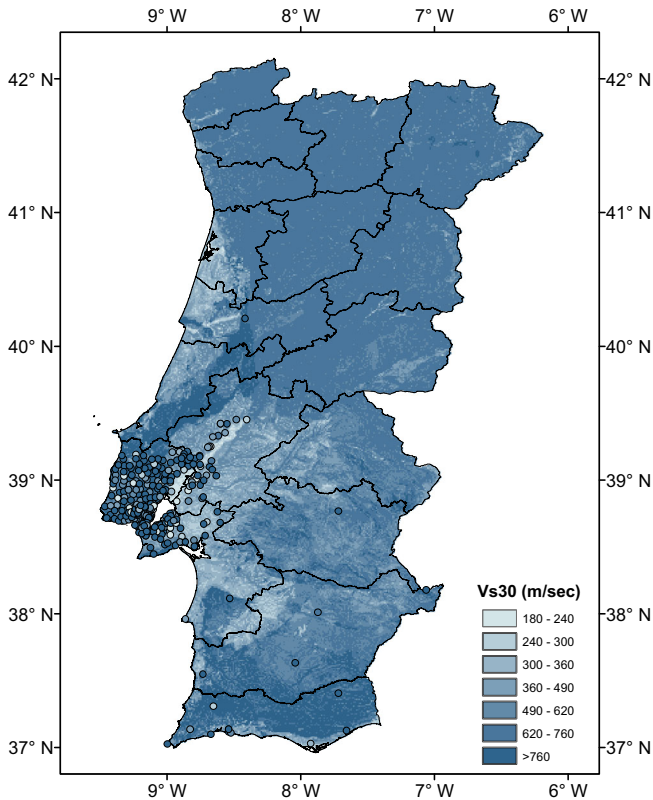 9° W 8° W 7° W 6° W
42° N 42° N
41° N 41° N
40° N 40° N
39° N 39° N
38° N 38° N
37° N 37° N
Vs30 (m/sec)
180 - 240
240 - 300
300 - 360
360 - 490
490 - 620
620 - 760
>760
9° W 8° W 7° W 6° W